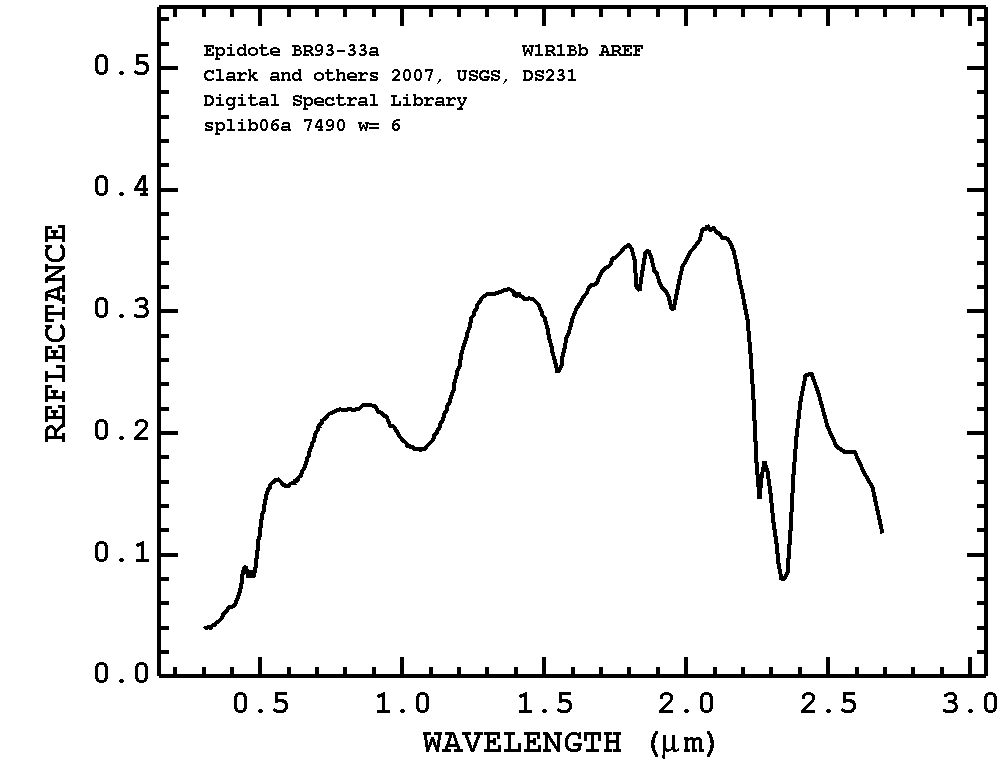 Epidote BR93-33a W1R1Bb AREF
Clark and others 2007, USGS, DS231
Digital Spectral Library
splib06a 7490 w= 6
0.5
0.4
0.3
0.2
0.1
0.0
REFLECTANCE
0.5 1.0 1.5 2.0 2.5 3.0
WAVELENGTH (μm)